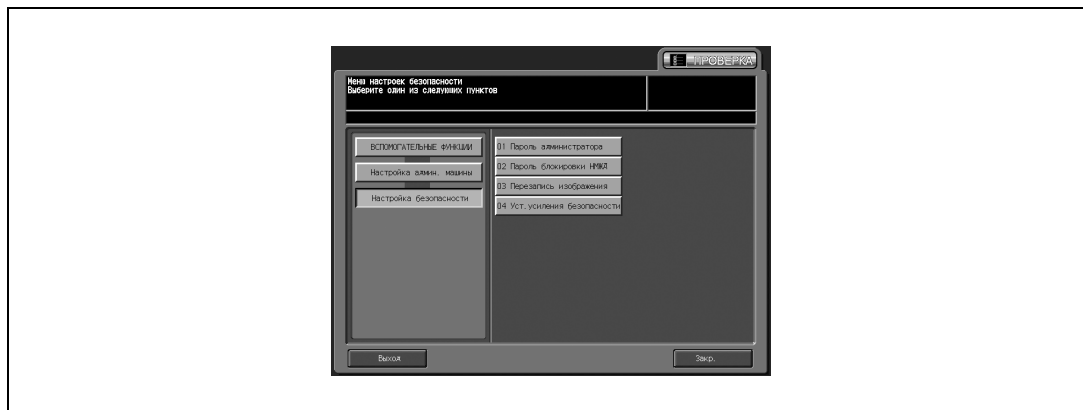 ПРОВЕРКА
Меню настроек безопасности
Выберите один из следующих пунктов
ВСПОМОГАТЕЛЬНЫЕ ФУНКЦИИ
Настройка админ. машины
Настройка безопасности
01 Пароль администратора
02 Пароль блокировки НМЖД
03 Перезапись изображения
04 Уст.усиления безопасности
Выход
Закр.